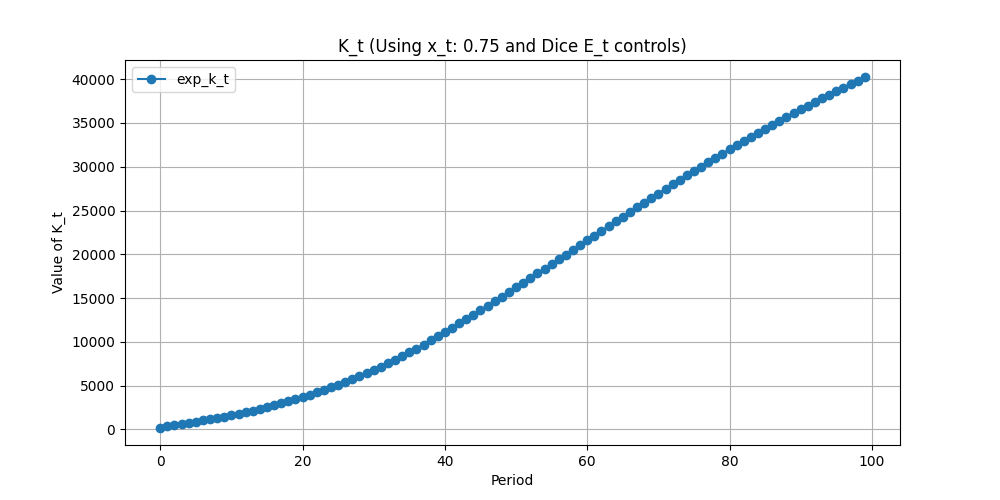 K_t (Using x_t: 0.75 and Dice E_t controls)
exp_k_t
40000
35000
30000
25000
20000
15000
10000
5000
0
Value of K_t
0 20 40 60 80 100
Period